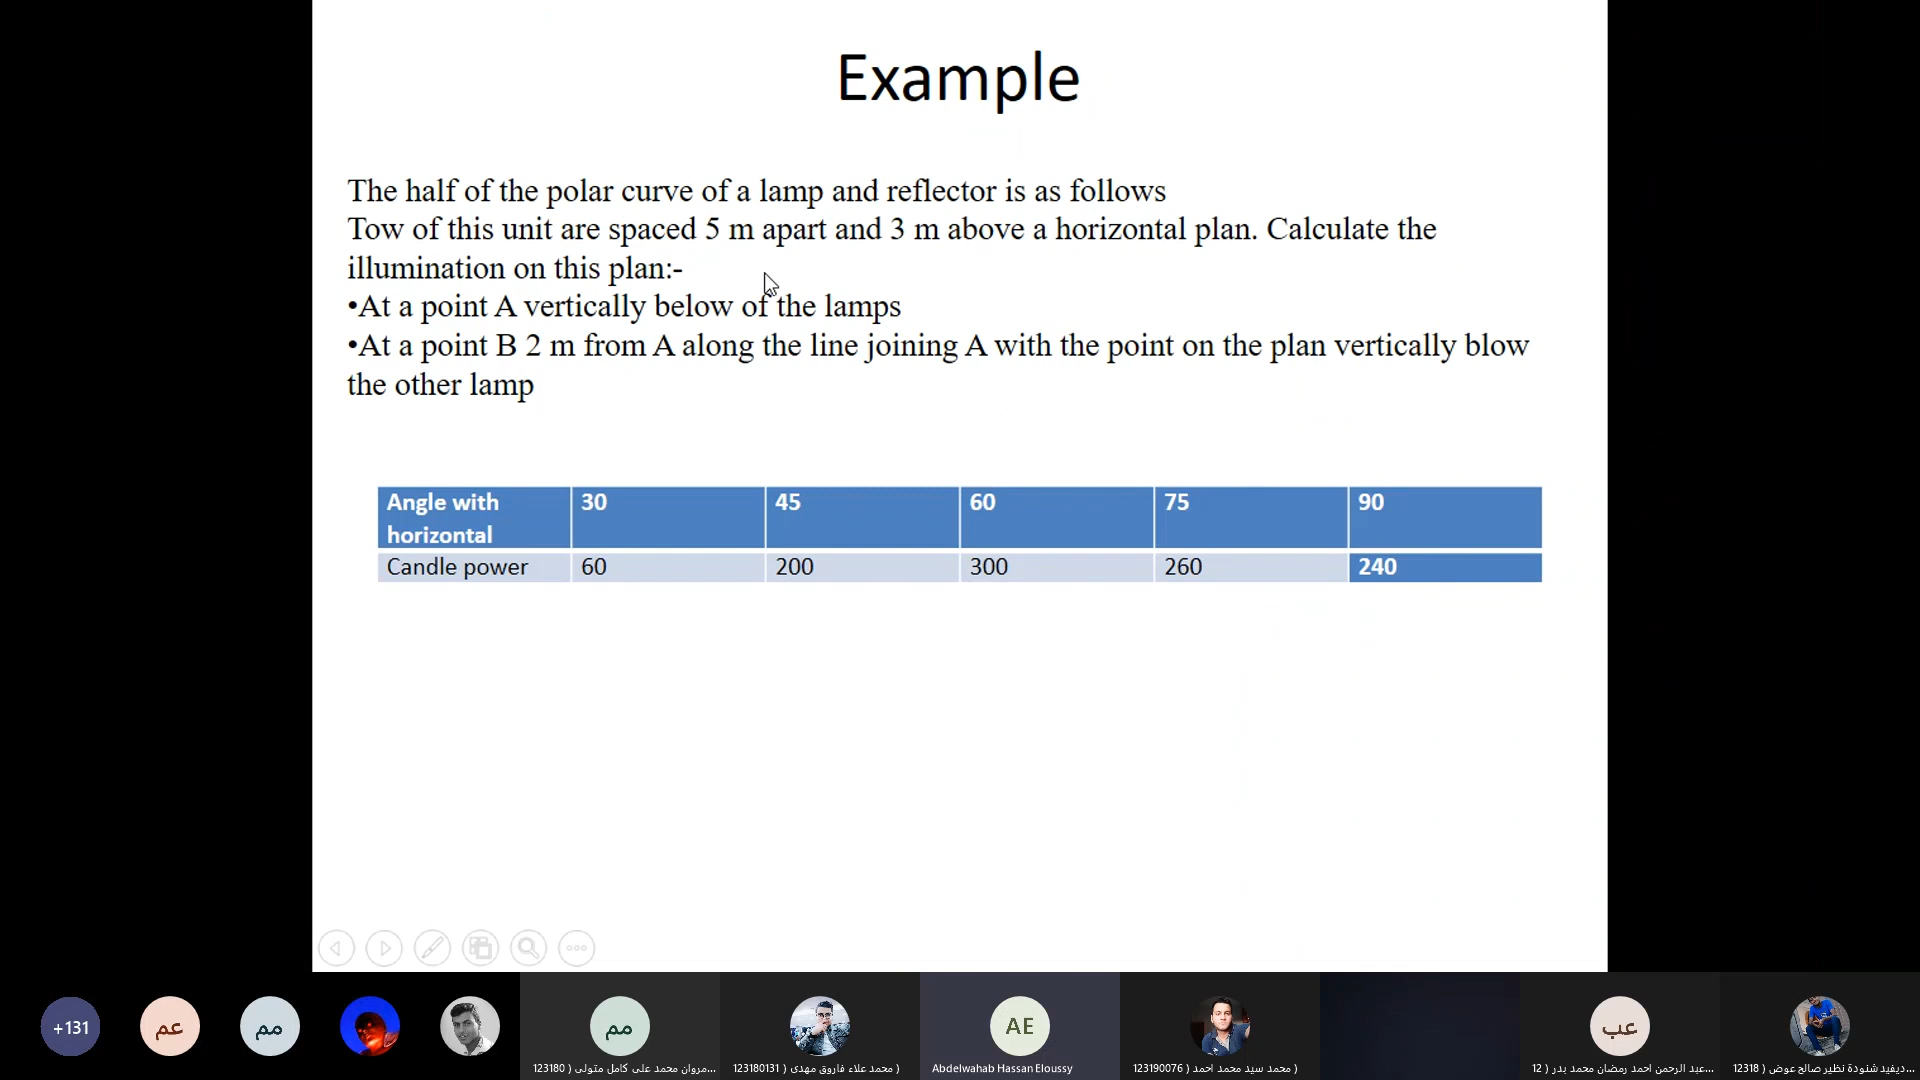 Example
The half of the polar curve of a lamp and reflector is as follows
Tow of this unit are spaced 5 m apart and 3 m above a horizontal plan. Calculate the
illumination on this plan:-
•At a point A vertically below of the lamps
•At a point B 2 m from A along the line joining A with the point on the plan vertically blow
the other lamp
Angle with horizontal 30 45 60 75 90
Candle power 60 200 300 260 240
+131
عم
مم
مم
AE
عب
مروان محمد على كامل متولى ( 123180...
محمد علاء فاروق مهدى ( 123180131 )
Abdelwahab Hassan Eloussy
محمد سيد محمد احمد ( 123190076 )
عبد الرحمن احمد رمضان محمد بدر ( 12...
ديفيد شنودة نظير صالح عوض ( 12318...